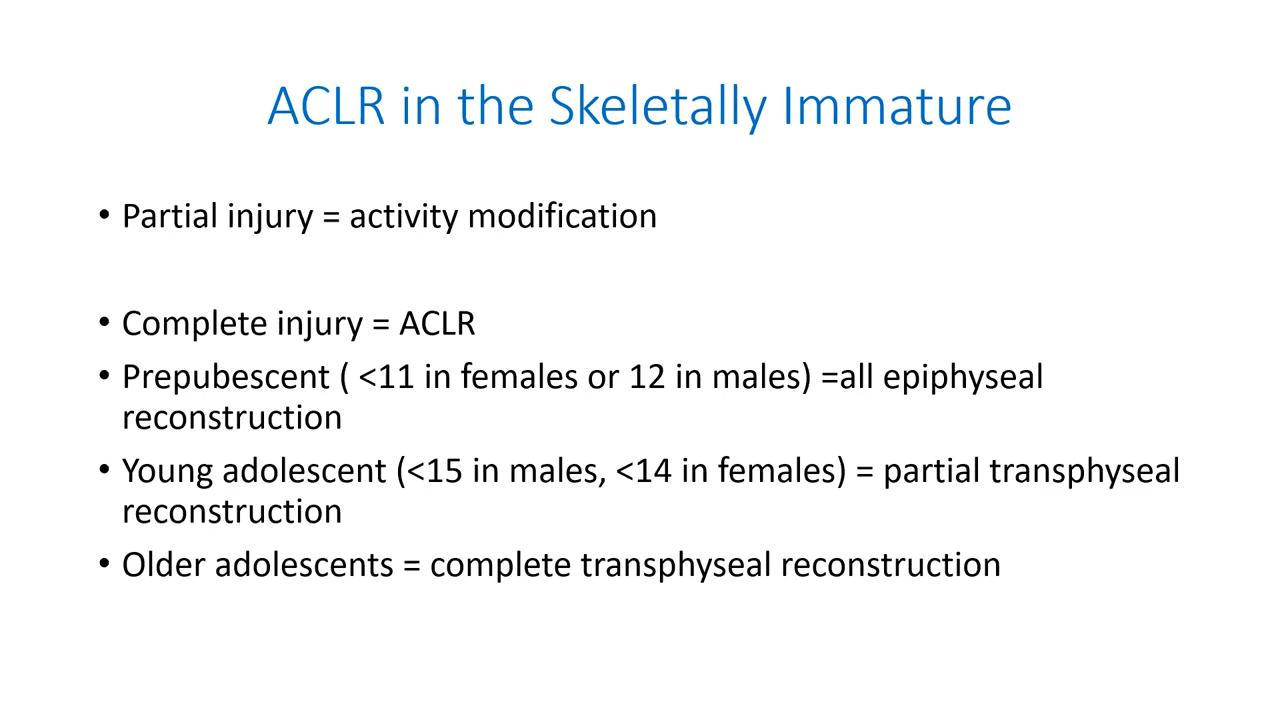 ACLR in the Skeletally Immature
• Partial injury = activity modification
• Complete injury = ACLR
• Prepubescent ( <11 in females or 12 in males) =all epiphyseal
reconstruction
• Young adolescent (<15 in males, <14 in females) = partial transphyseal
reconstruction
• Older adolescents = complete transphyseal reconstruction